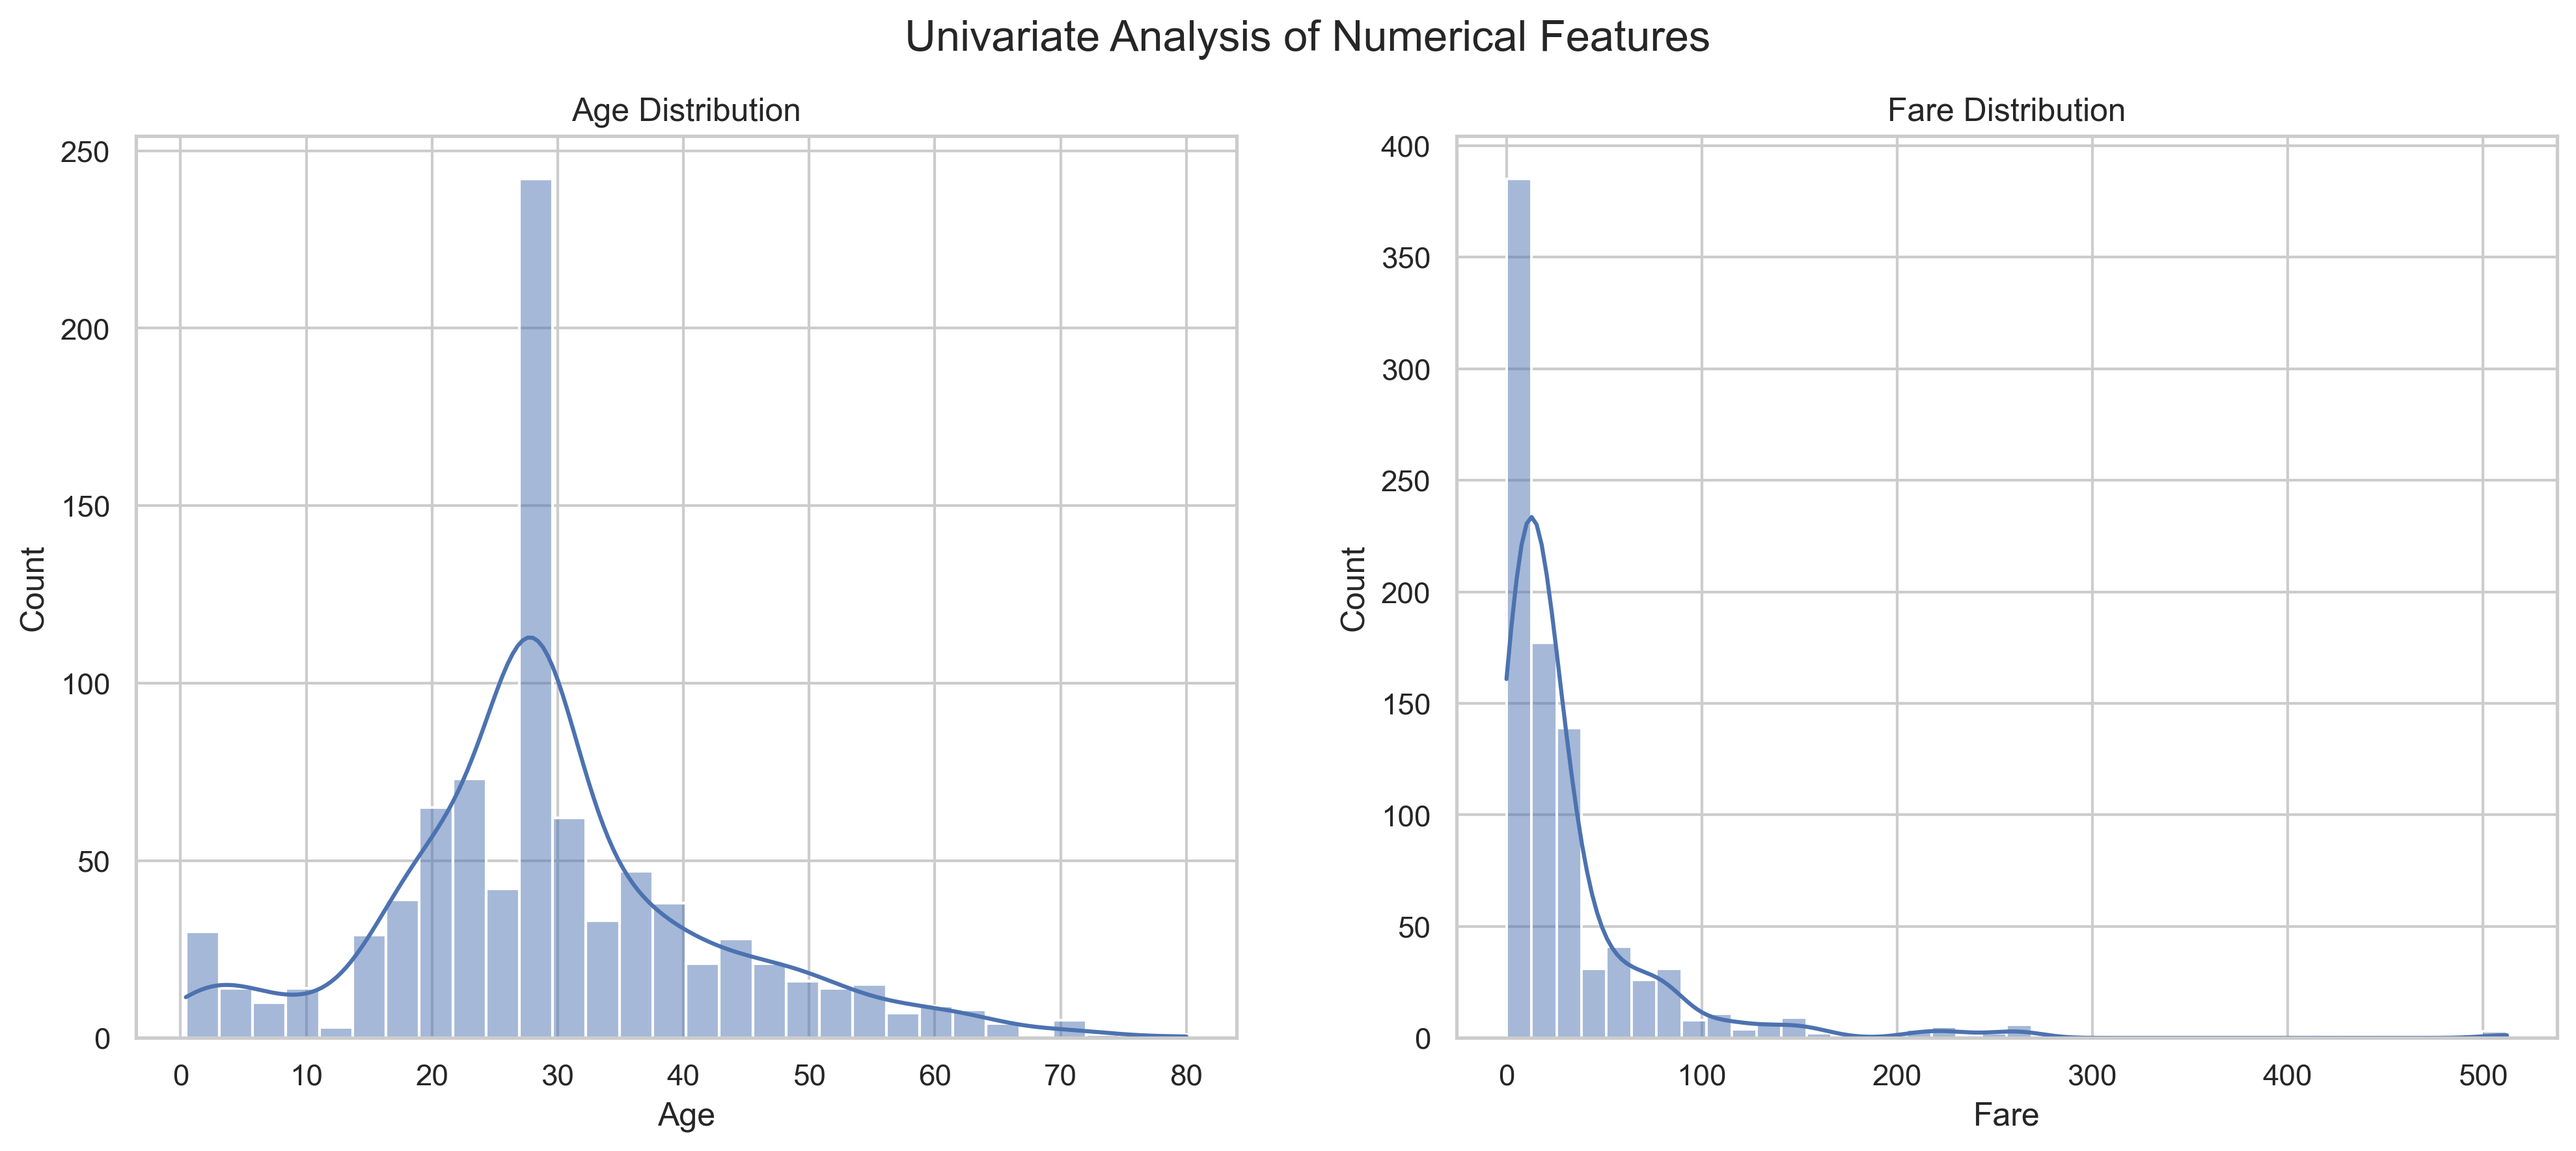 Univariate Analysis of Numerical Features
Age Distribution
250
200
150
100
50
0
Count
0 10 20 30 40 50 60 70 80
Age
Fare Distribution
400
350
300
250
200
150
100
50
0
Count
0 100 200 300 400 500
Fare